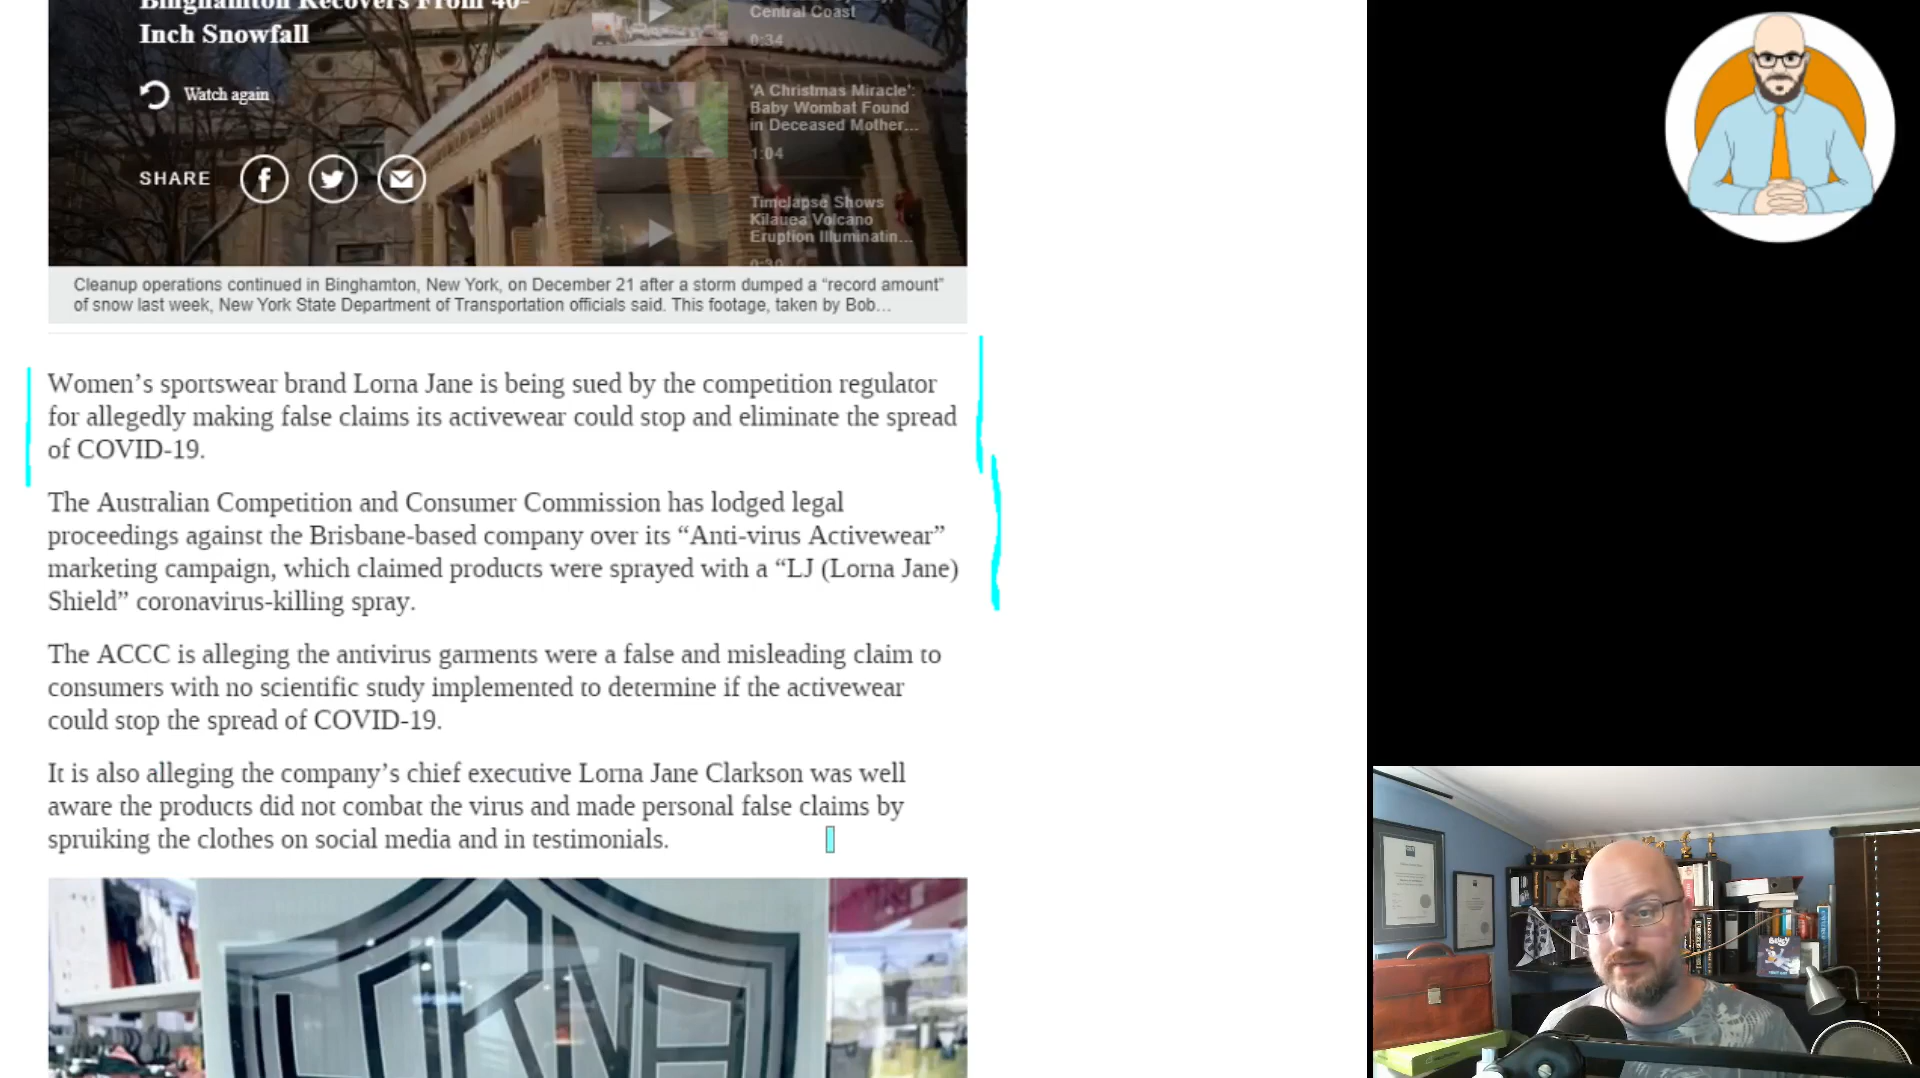 Binghamton Recovers From 40-
Inch Snowfall
Watch again
SHARE
Central Coast
0:34
'A Christmas Miracle':
Baby Wombat Found
in Deceased Mother...
1:04
Timelapse Shows
Kilauea Volcano
Eruption Illuminatin...
0:30
Cleanup operations continued in Binghamton, New York, on December 21 after a storm dumped a “record amount”
of snow last week, New York State Department of Transportation officials said. This footage, taken by Bob...
Women’s sportswear brand Lorna Jane is being sued by the competition regulator
for allegedly making false claims its activewear could stop and eliminate the spread
of COVID-19.
The Australian Competition and Consumer Commission has lodged legal
proceedings against the Brisbane-based company over its “Anti-virus Activewear”
marketing campaign, which claimed products were sprayed with a “LJ (Lorna Jane)
Shield” coronavirus-killing spray.
The ACCC is alleging the antivirus garments were a false and misleading claim to
consumers with no scientific study implemented to determine if the activewear
could stop the spread of COVID-19.
It is also alleging the company’s chief executive Lorna Jane Clarkson was well
aware the products did not combat the virus and made personal false claims by
spruiking the clothes on social media and in testimonials.
LORNA